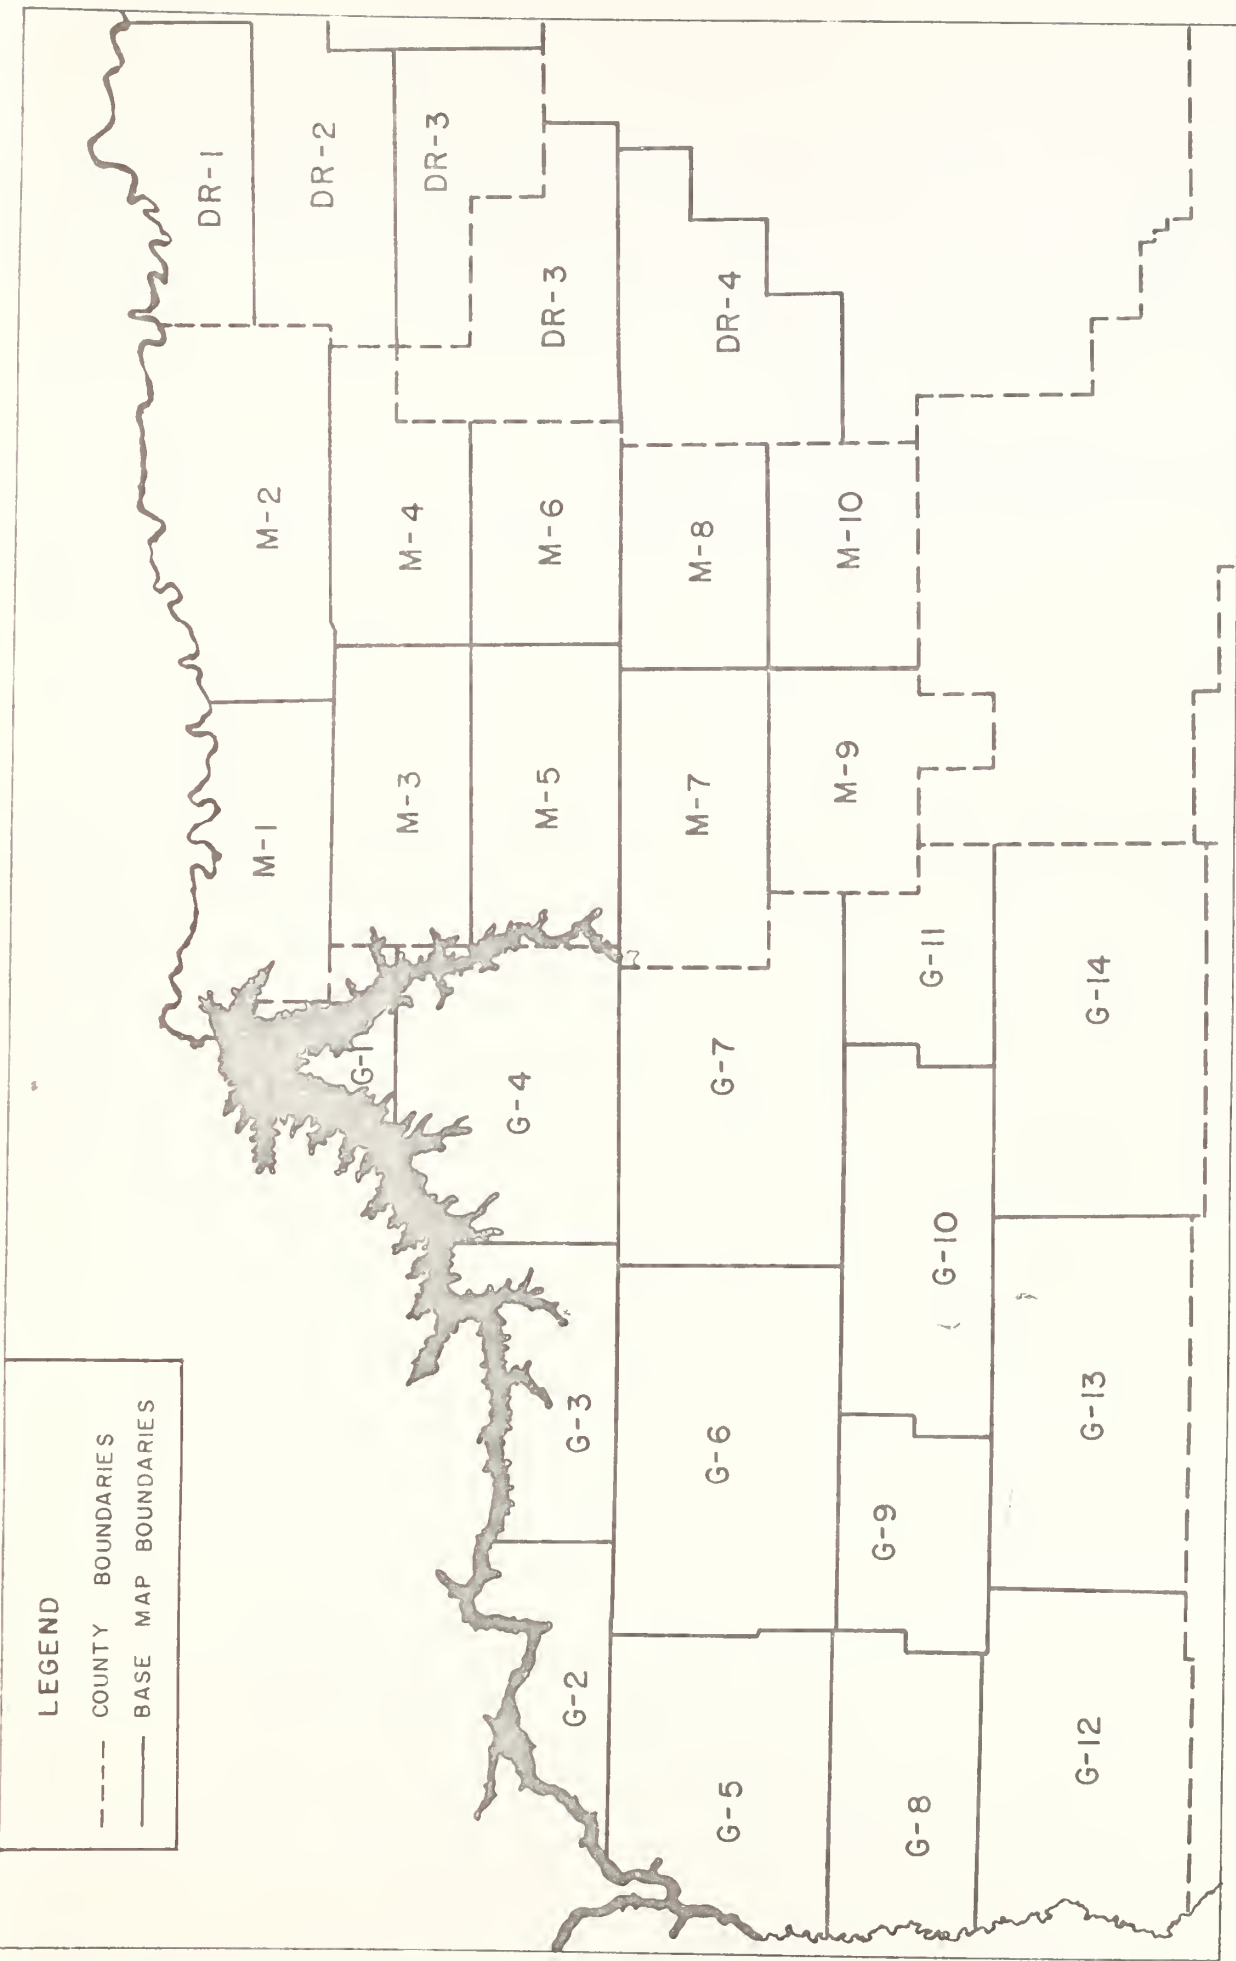 LEGEND
COUNTY BOUNDARIES
BASE MAP BOUNDARIES
DR-1
DR-2
DR-3
DR-3
DR-4
M-1
M-2
M-3
M-4
M-5
M-6
M-7
M-8
M-9
M-10
G-1
G-2
G-3
G-4
G-5
G-6
G-7
G-8
G-9
G-10
G-11
G-12
G-13
G-14